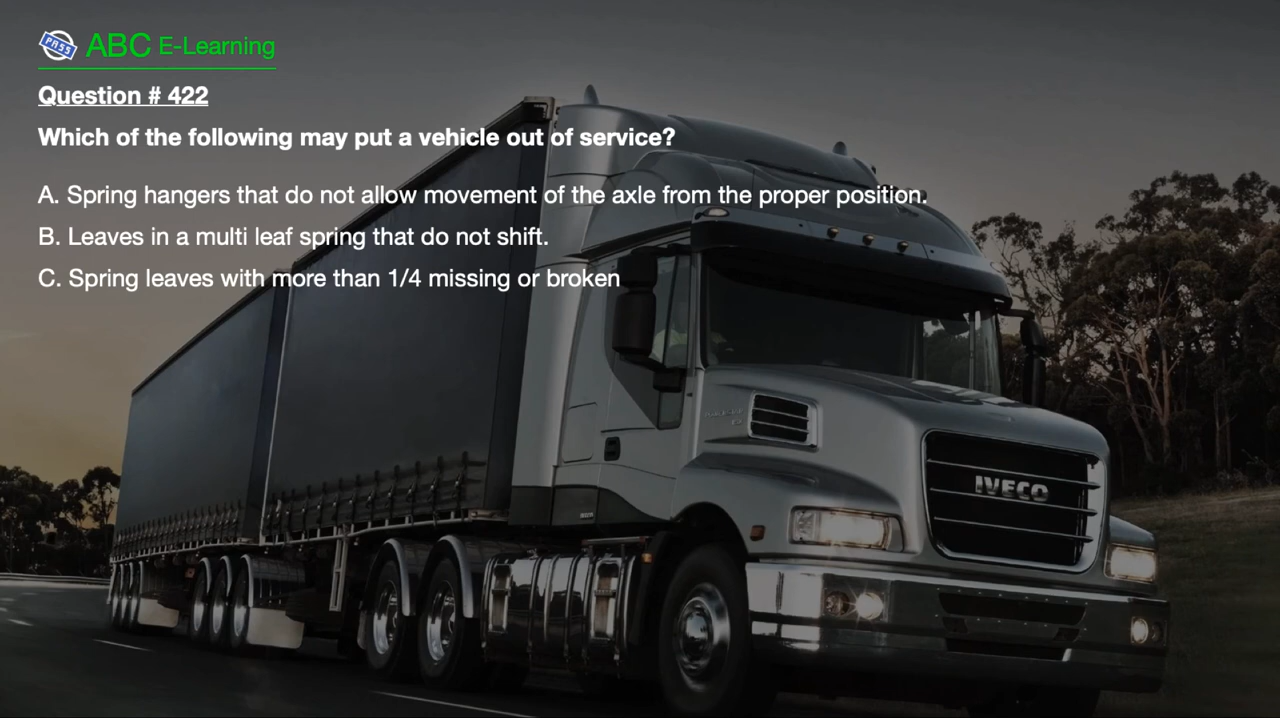 PASS
ABC E-Learning
Question # 422
Which of the following may put a vehicle out of service?
A. Spring hangers that do not allow movement of the axle from the proper position.
B. Leaves in a multi leaf spring that do not shift.
C. Spring leaves with more than 1/4 missing or broken
IVECO